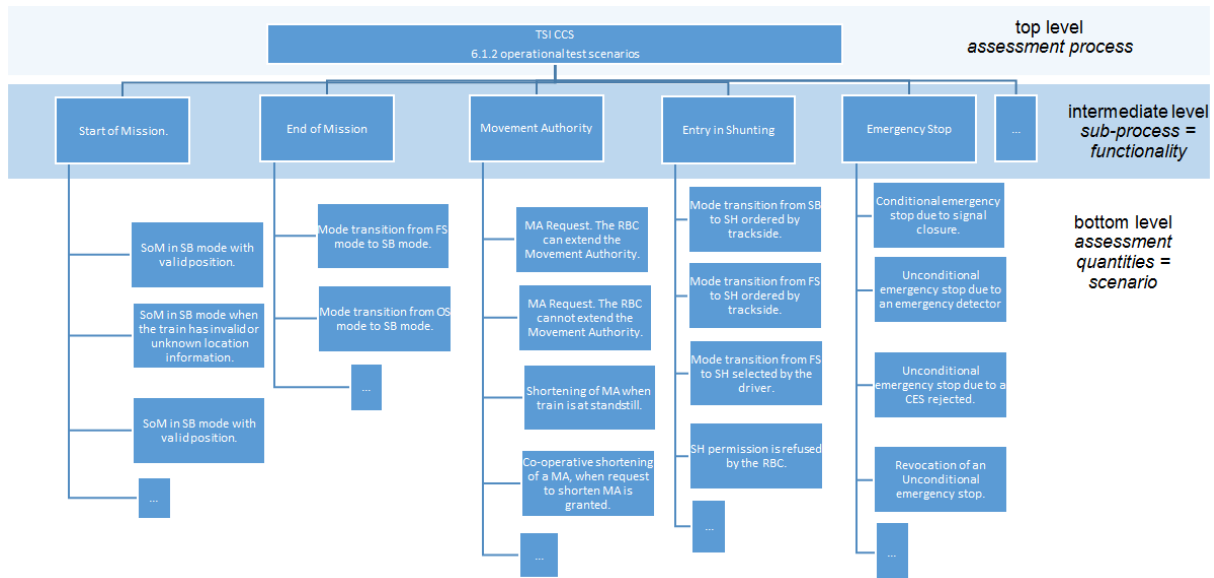 TSI CCS
6.1.2 operational test scenarios
top level
assessment process
Start of Mission.
End of Mission
Movement Authority
Entry in Shunting
Emergency Stop
...
intermediate level
sub-process =
functionality
SoM in SB mode with
valid position.
SoM in SB mode when
the train has invalid or
unknown location
information.
SoM in SB mode with
valid position.
...
Mode transition from FS
mode to SB mode.
Mode transition from OS
mode to SB mode.
...
MA Request. The RBC
can extend the
Movement Authority.
MA Request. The RBC
cannot extend the
Movement Authority.
Shortening of MA when
train is at standstill.
Co-operative shortening
of a MA, when request
to shorten MA is
granted.
...
Mode transition from SB
to SH ordered by
trackside.
Mode transition from FS
to SH ordered by
trackside.
Mode transition from FS
to SH selected by the
driver.
SH permission is refused
by the RBC.
...
Conditional emergency
stop due to signal
closure.
Unconditional
emergency stop due to
an emergency detector
Unconditional
emergency stop due to a
CES rejected.
Revocation of an
Unconditional
emergency stop.
...
bottom level
assessment
quantities =
scenario